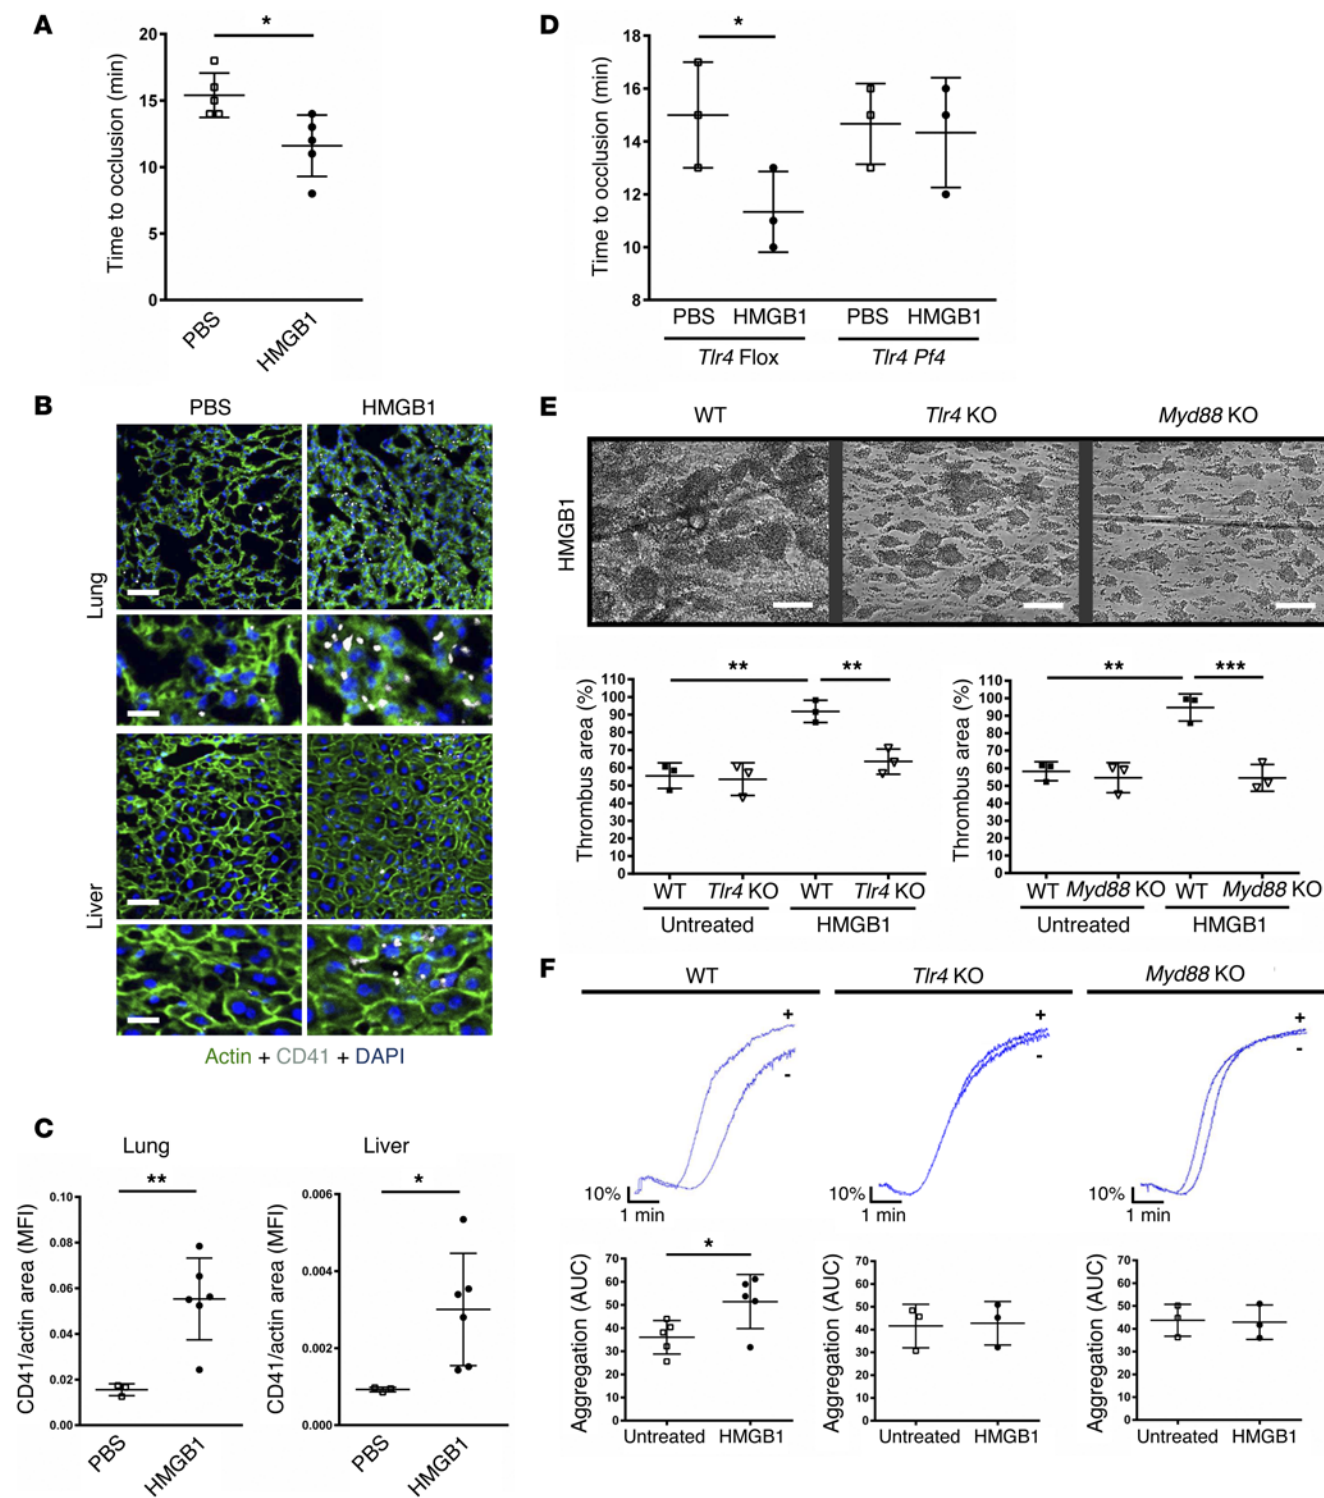 A
Time to occlusion (min)
20
15
10
5
0
*
PBS
HMGB1
D
Time to occlusion (min)
18
16
14
12
10
8
*
PBS HMGB1 PBS HMGB1
Tlr4 Flox Tlr4 Pf4
B
PBS HMGB1
Lung
Liver
Actin + CD41 + DAPI
E
WT Tlr4 KO Myd88 KO
HMGB1
Thrombus area (%)
110
100
90
80
70
60
50
40
30
20
10
0
** **
WT Tlr4 KO WT Tlr4 KO
Untreated HMGB1
Thrombus area (%)
110
100
90
80
70
60
50
40
30
20
10
0
** ***
WT Myd88 KO WT Myd88 KO
Untreated HMGB1
C
Lung
CD41/actin area (MFI)
0.10
0.08
0.06
0.04
0.02
0.00
**
PBS
HMGB1
Liver
CD41/actin area (MFI)
0.006
0.004
0.002
0.000
*
PBS
HMGB1
F
WT Tlr4 KO Myd88 KO
+
-
10%
1 min
+
-
10%
1 min
+
-
10%
1 min
Aggregation (AUC)
70
60
50
40
30
20
10
0
*
Untreated HMGB1
Aggregation (AUC)
70
60
50
40
30
20
10
0
Untreated HMGB1
Aggregation (AUC)
70
60
50
40
30
20
10
0
Untreated HMGB1